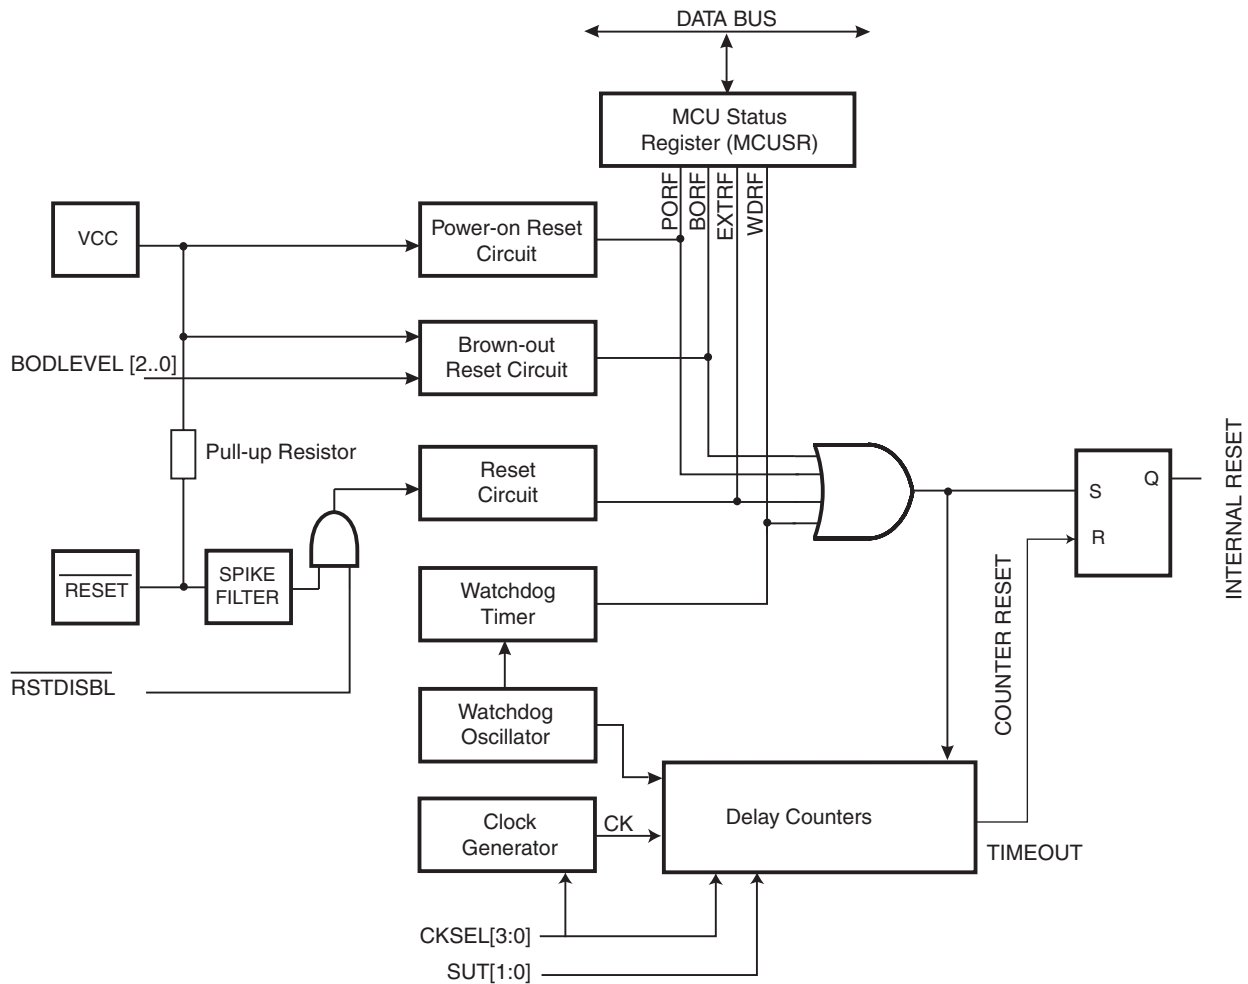 DATA BUS
MCU Status
Register (MCUSR)
PORF
BORF
EXTRF
WDRF
VCC
Power-on Reset
Circuit
Brown-out
Reset Circuit
BODLEVEL [2..0]
Pull-up Resistor
Reset
Circuit
S
Q
R
INTERNAL RESET
RESET
SPIKE
FILTER
Watchdog
Timer
COUNTER RESET
RSTDISBL
Watchdog
Oscillator
Clock
Generator
CK
Delay Counters
TIMEOUT
CKSEL[3:0]
SUT[1:0]